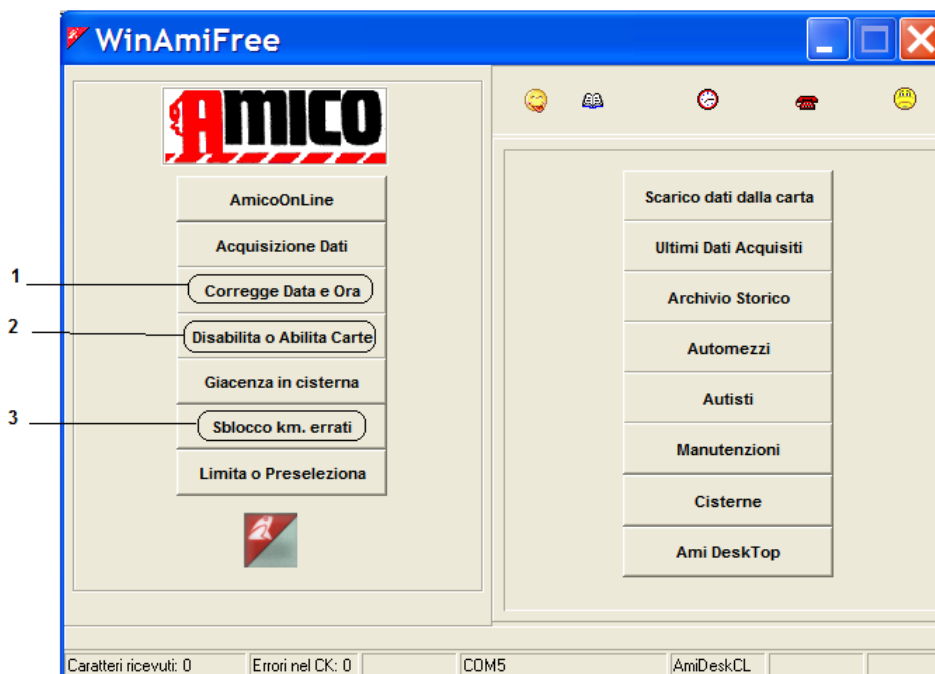 WinAmiFree
AMICO
AmicoOnLine
Acquisizione Dati
1
Corregge Data e Ora
2
Disabilita o Abilita Carte
Giacenza in cisterna
3
Sblocco km. errati
Limita o Preseleziona
Scarico dati dalla carta
Ultimi Dati Acquisiti
Archivio Storico
Automezzi
Autisti
Manutenzioni
Cisterne
Ami DeskTop
Caratteri ricevuti: 0
Errori nel CK: 0
COM5
AmiDeskCL